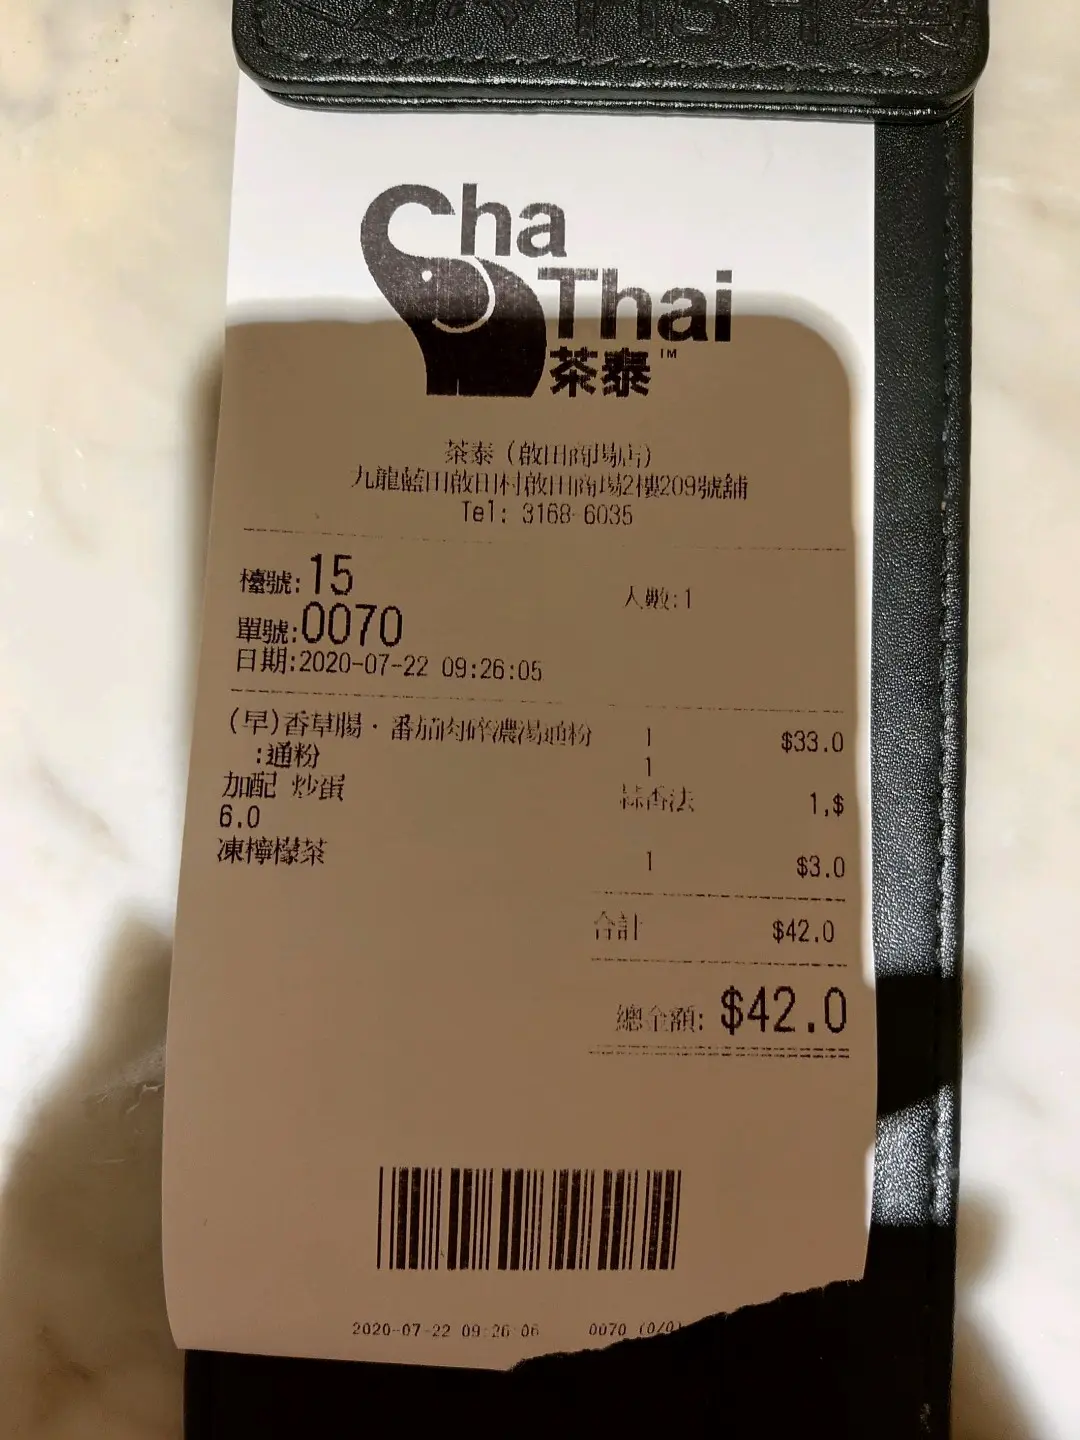 Cha
Thai
茶泰™
茶泰 (啟田商場店)
九龍藍田啟田村啟田商場2樓209號舖
Tel: 3168-6035
檯號:15
人數:1
單號:0070
日期:2020-07-22 09:26:05
(早)香草腸·番茄肉碎濃湯通粉 1 $33.0
:通粉 1
加配 炒蛋 蒜香法 1,$
6.0
凍檸檬茶 1 $3.0
合計 $42.0
總金額: $42.0
2020-07-22 09:26:06 0070 (0/0)